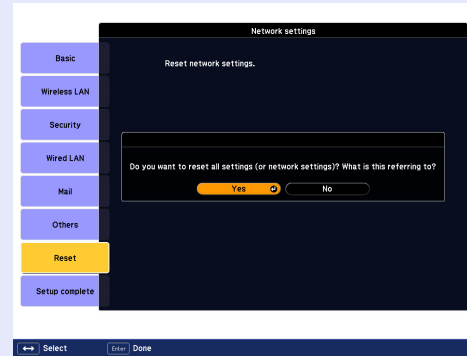 Network settings
Basic
Reset network settings.
Wireless LAN
Security
Wired LAN
Do you want to reset all settings (or network settings)? What is this referring to?
Yes
No
Mail
Others
Reset
Setup complete
Select
Enter Done